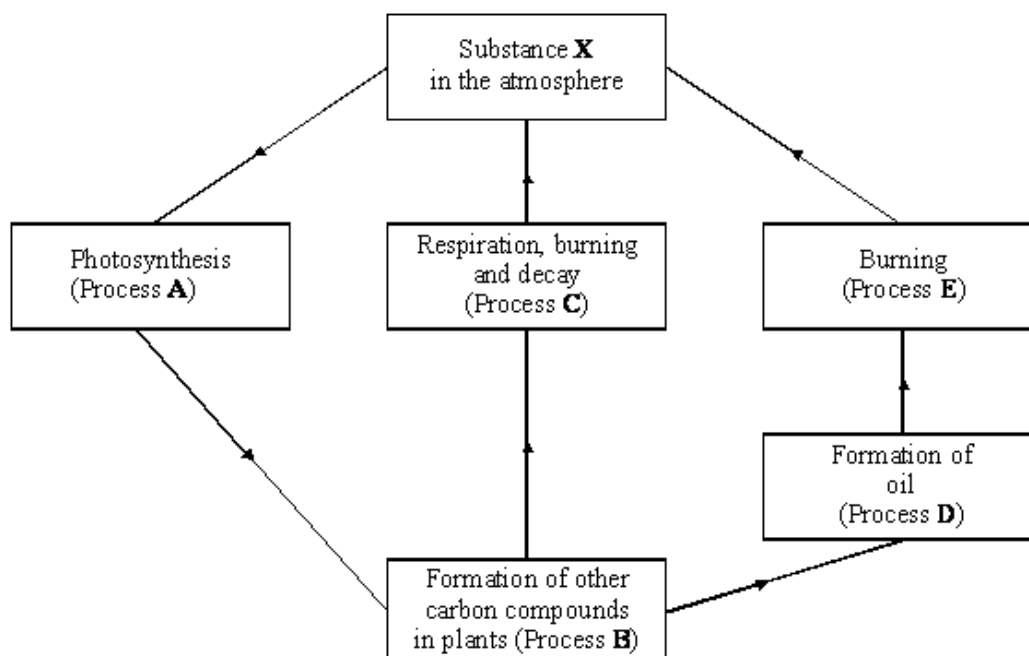 Substance X
in the atmosphere
Photosynthesis
(Process A)
Respiration, burning
and decay
(Process C)
Burning
(Process E)
Formation of
oil
(Process D)
Formation of other
carbon compounds
in plants (Process B)